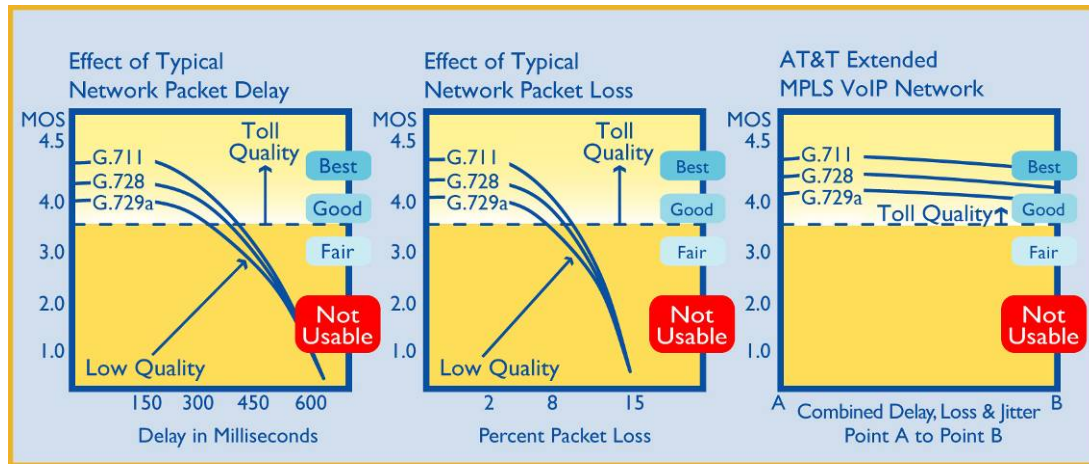 Effect of Typical
Network Packet Delay
MOS
4.5
4.0
3.0
2.0
1.0
G.711
G.728
G.729a
Toll
Quality
Best
Good
Fair
Not
Usable
Low Quality
150 300 450 600
Delay in Milliseconds
Effect of Typical
Network Packet Loss
MOS
4.5
4.0
3.0
2.0
1.0
G.711
G.728
G.729a
Toll
Quality
Best
Good
Fair
Not
Usable
Low Quality
2 8 15
Percent Packet Loss
AT&T Extended
MPLS VoIP Network
MOS
4.5
4.0
3.0
2.0
1.0
G.711
G.728
G.729a
Toll Quality
Best
Good
Fair
Not
Usable
A B
Combined Delay, Loss & Jitter
Point A to Point B